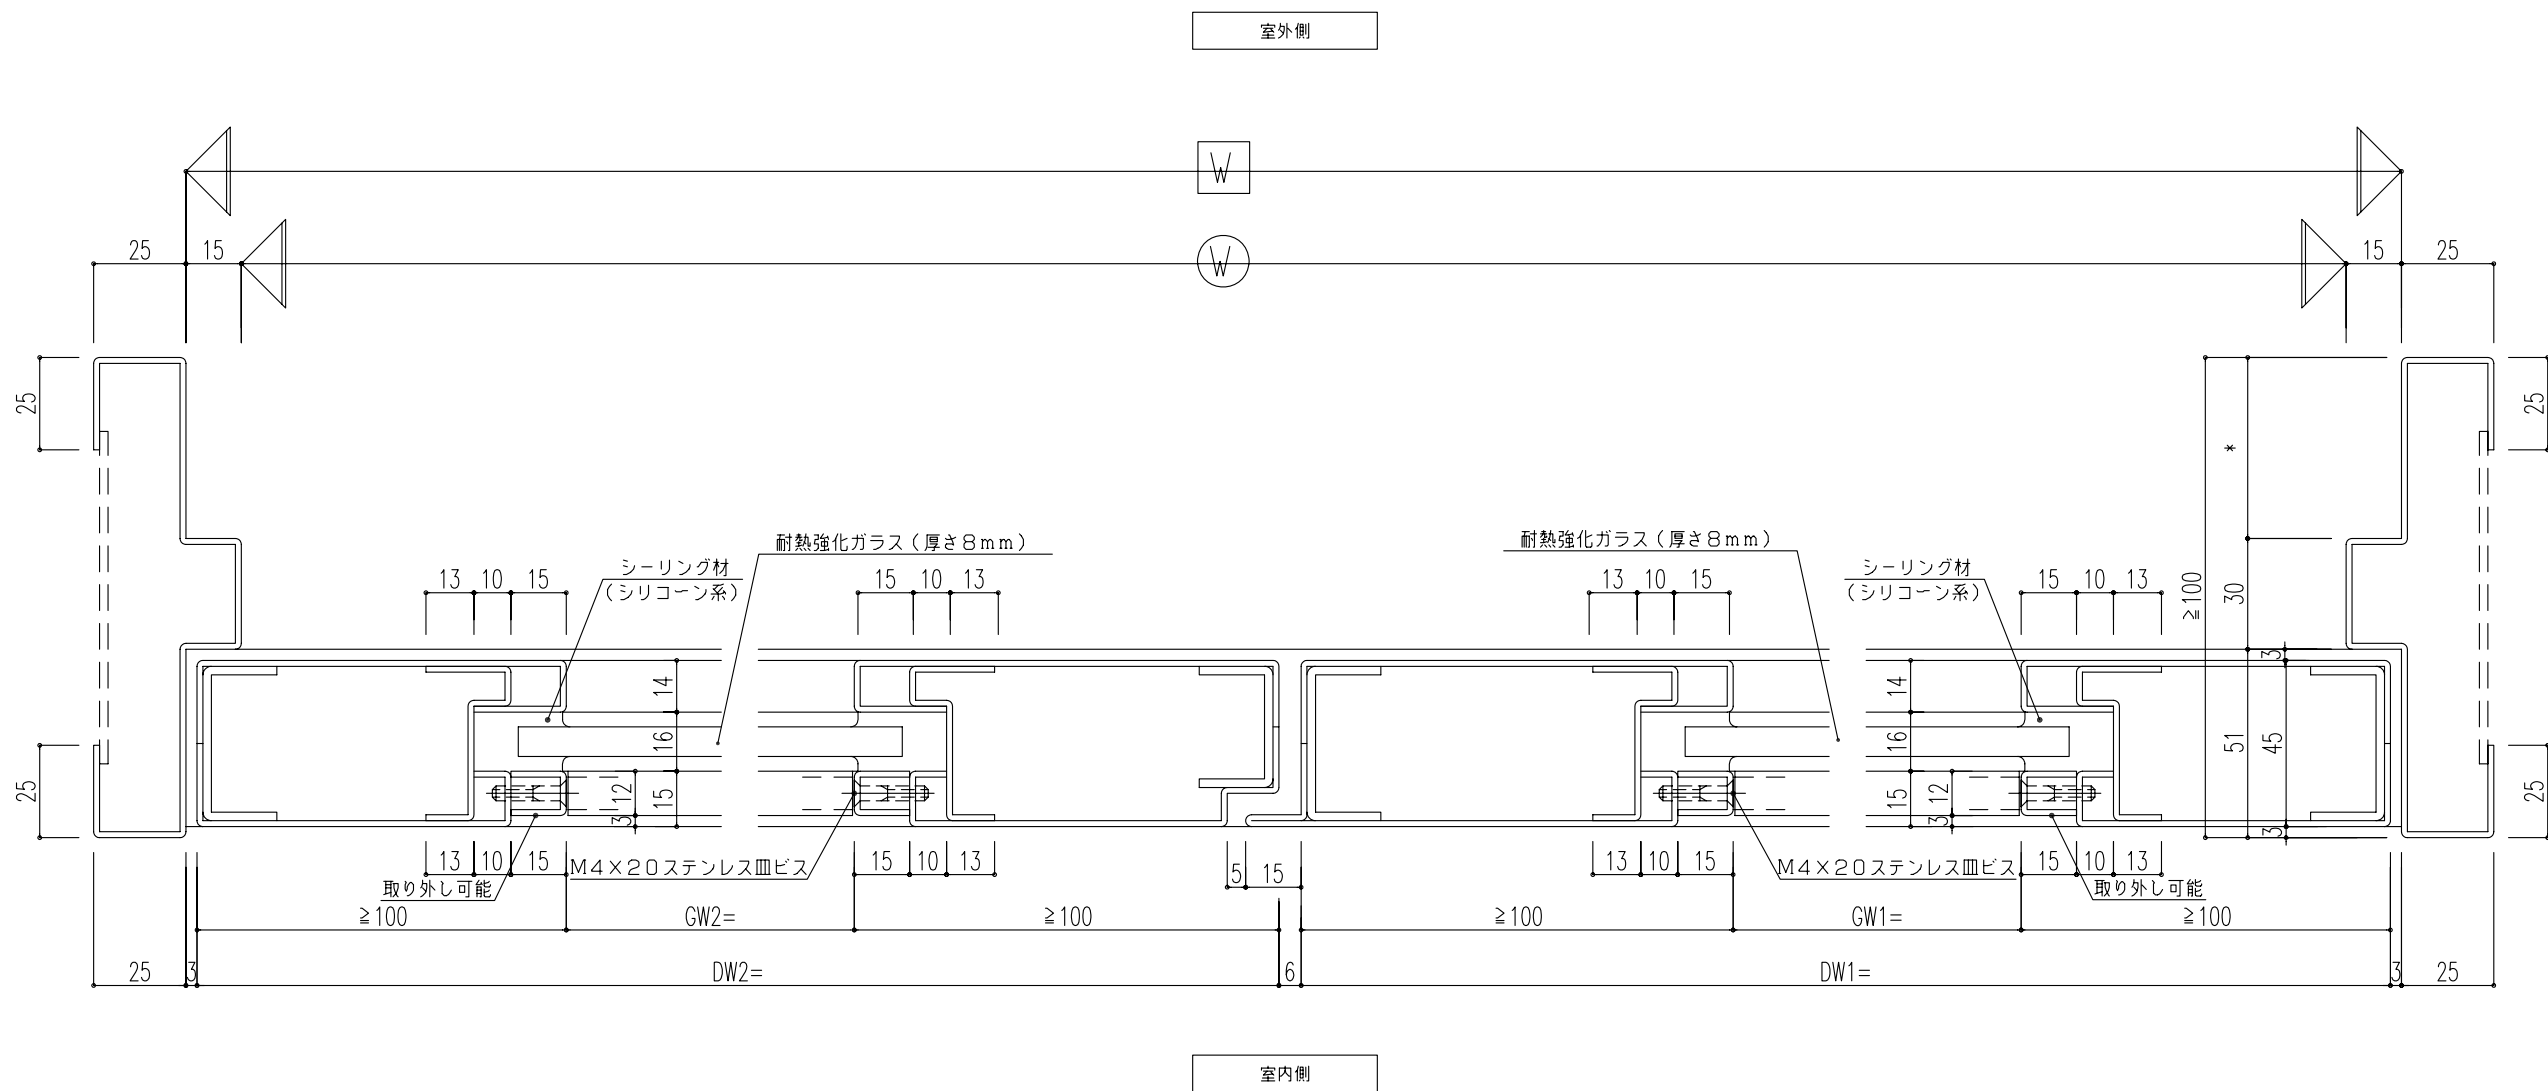 室外側
W
25 15 W 15 25
25
25
*
≧100
30
3
51
45
3
耐熱強化ガラス(厚さ8mm)
シーリング材
(シリコーン系)
13 10 15
15 10 13
耐熱強化ガラス(厚さ8mm)
シーリング材
(シリコーン系)
13 10 15
15 10 13
14
16
15
12
3
14
16
15
12
3
25
25
13 10 15
M4×20ステンレス皿ビス
15 10 13
5 15
13 10 15
M4×20ステンレス皿ビス
15 10 13
取り外し可能
取り外し可能
≧100 GW2= ≧100 ≧100 GW1= ≧100
25 3 DW2= 6 DW1= 3 25
室内側